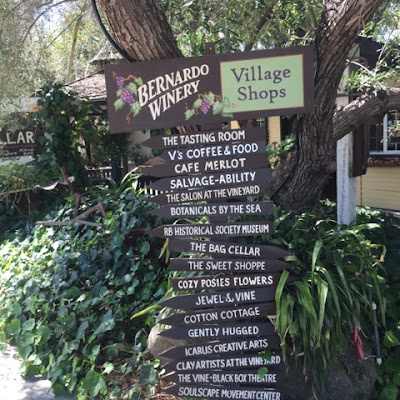 BERNARDO
WINERY
Village
Shops
CELLAR
THE TASTING ROOM
V'S COFFEE & FOOD
CAFE MERLOT
SALVAGE-ABILITY
THE SALON AT THE VINEYARD
BOTANICALS BY THE SEA
RB HISTORICAL SOCIETY MUSEUM
THE BAG CELLAR
THE SWEET SHOPPE
COZY POSIES FLOWERS
JEWEL & VINE
COTTON COTTAGE
GENTLY HUGGED
ICARUS CREATIVE ARTS
CLAY ARTISTS AT THE VINEYARD
THE VINE-BLACK BOX THEATRE
SOULSCAPE MOVEMENT CENTER